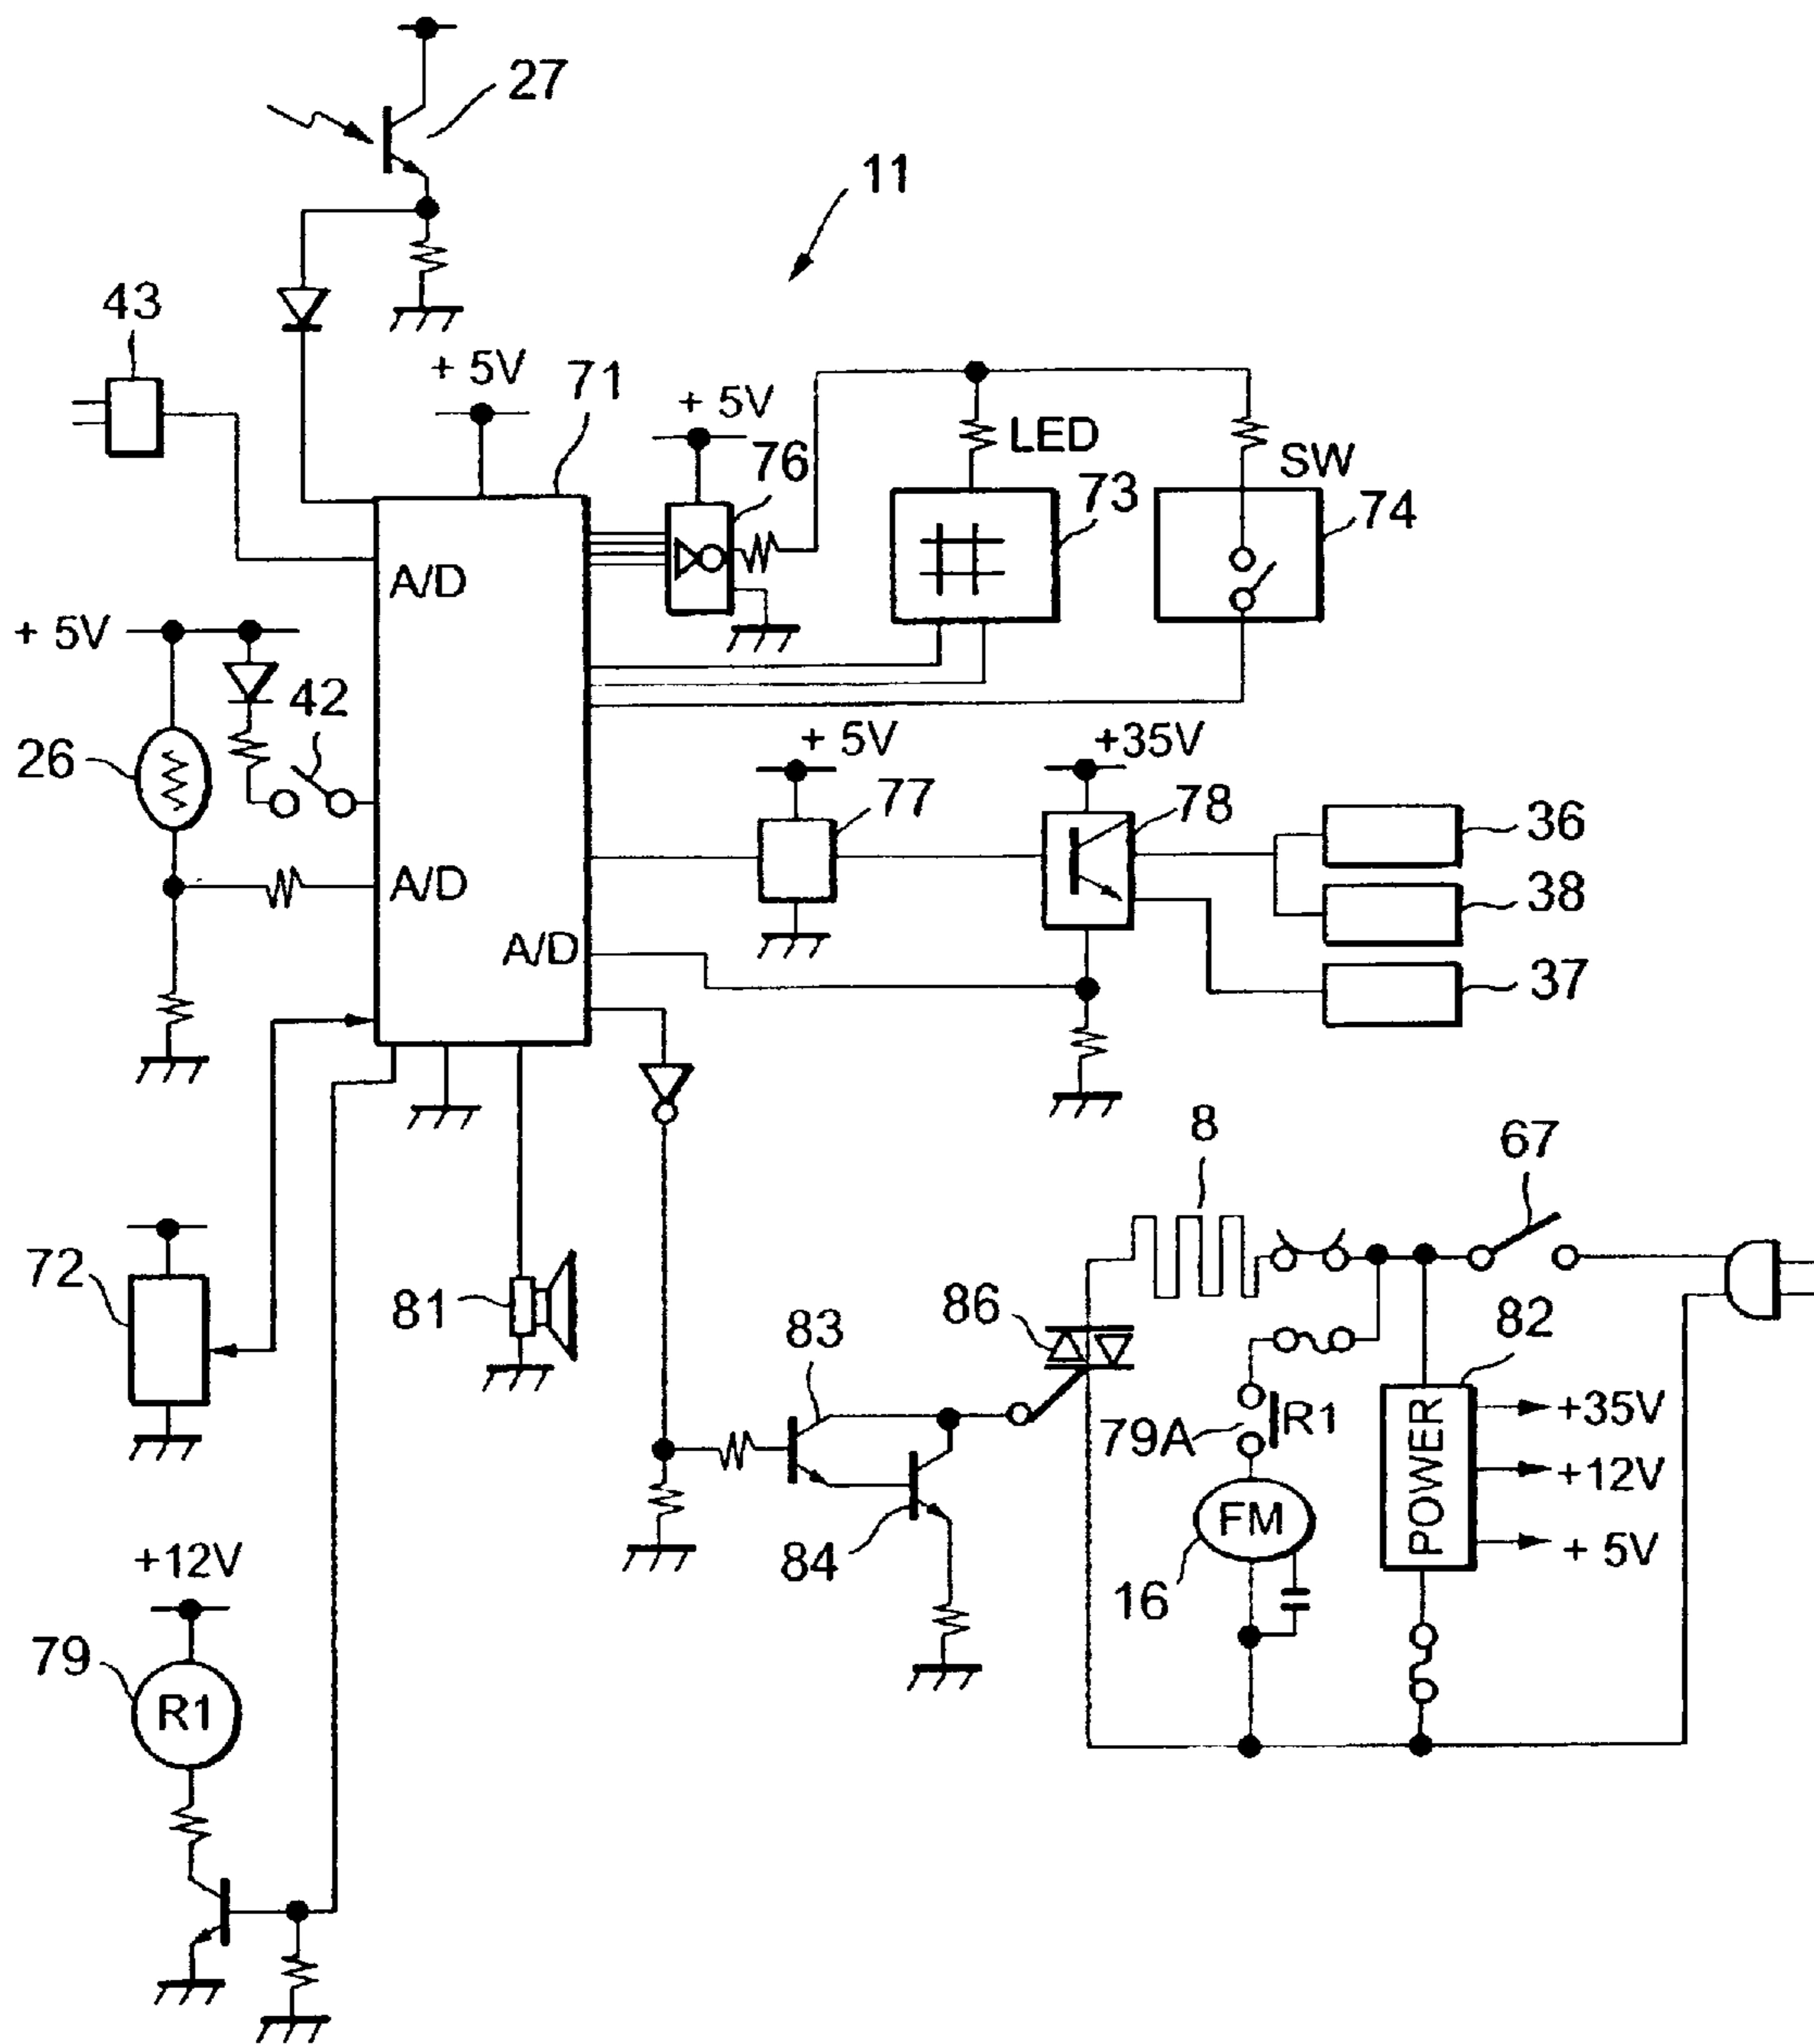 27
11
43
+ 5V
71
+ 5V
76
LED
SW
73
74
A/D
+ 5V
42
26
+ 5V
77
+35V
78
36
38
37
A/D
A/D
8
67
72
81
83
86
82
79A
R1
POWER
+35V
+12V
+ 5V
FM
84
16
+12V
79
R1